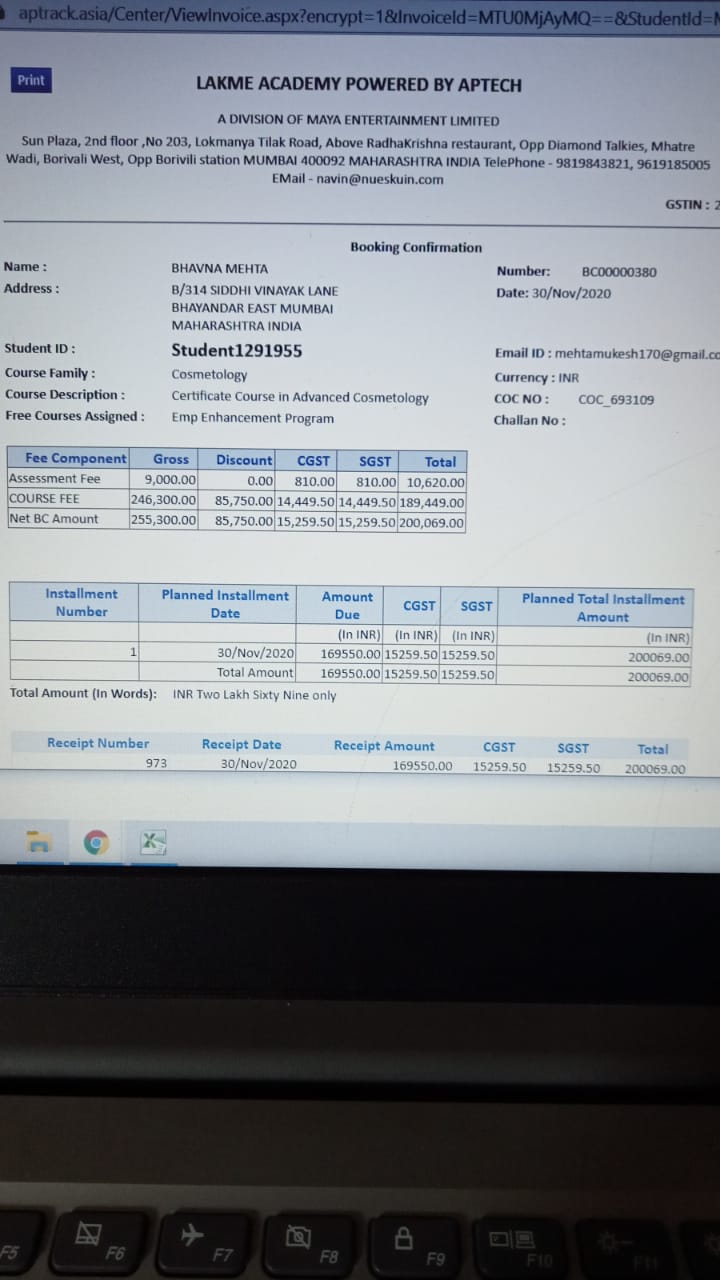 aptrack.asia/Center/ViewInvoice.aspx?encrypt=1&InvoiceId=MTU0MjAyMQ==&StudentId=
Print
LAKME ACADEMY POWERED BY APTECH
A DIVISION OF MAYA ENTERTAINMENT LIMITED
Sun Plaza, 2nd floor ,No 203, Lokmanya Tilak Road, Above RadhaKrishna restaurant, Opp Diamond Talkies, Mhatre
Wadi, Borivali West, Opp Borivili station MUMBAI 400092 MAHARASHTRA INDIA TelePhone - 9819843821, 9619185005
EMail - navin@nueskuin.com
GSTIN : 2
Booking Confirmation
Name : BHAVNA MEHTA Number: BC00000380
Address : B/314 SIDDHI VINAYAK LANE Date: 30/Nov/2020
BHAYANDAR EAST MUMBAI
MAHARASHTRA INDIA
Student ID : Student1291955 Email ID : mehtamukesh170@gmail.co
Course Family : Cosmetology Currency : INR
Course Description : Certificate Course in Advanced Cosmetology COC NO : COC_693109
Free Courses Assigned : Emp Enhancement Program Challan No :
Fee Component Gross Discount CGST SGST Total
Assessment Fee 9,000.00 0.00 810.00 810.00 10,620.00
COURSE FEE 246,300.00 85,750.00 14,449.50 14,449.50 189,449.00
Net BC Amount 255,300.00 85,750.00 15,259.50 15,259.50 200,069.00
Installment Number Planned Installment Date Amount Due CGST SGST Planned Total Installment Amount
(In INR) (In INR) (In INR) (In INR)
1 30/Nov/2020 169550.00 15259.50 15259.50 200069.00
Total Amount 169550.00 15259.50 15259.50 200069.00
Total Amount (In Words): INR Two Lakh Sixty Nine only
Receipt Number Receipt Date Receipt Amount CGST SGST Total
973 30/Nov/2020 169550.00 15259.50 15259.50 200069.00
F5 F6 F7 F8 F9 F10 F11